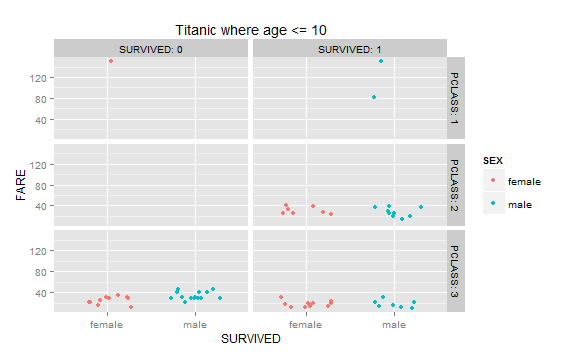 Titanic where age <= 10
SURVIVED: 0
SURVIVED: 1
120
80
40
PCLASS: 1
120
80
40
PCLASS: 2
120
80
40
PCLASS: 3
FARE
female
male
female
male
SURVIVED
SEX
female
male